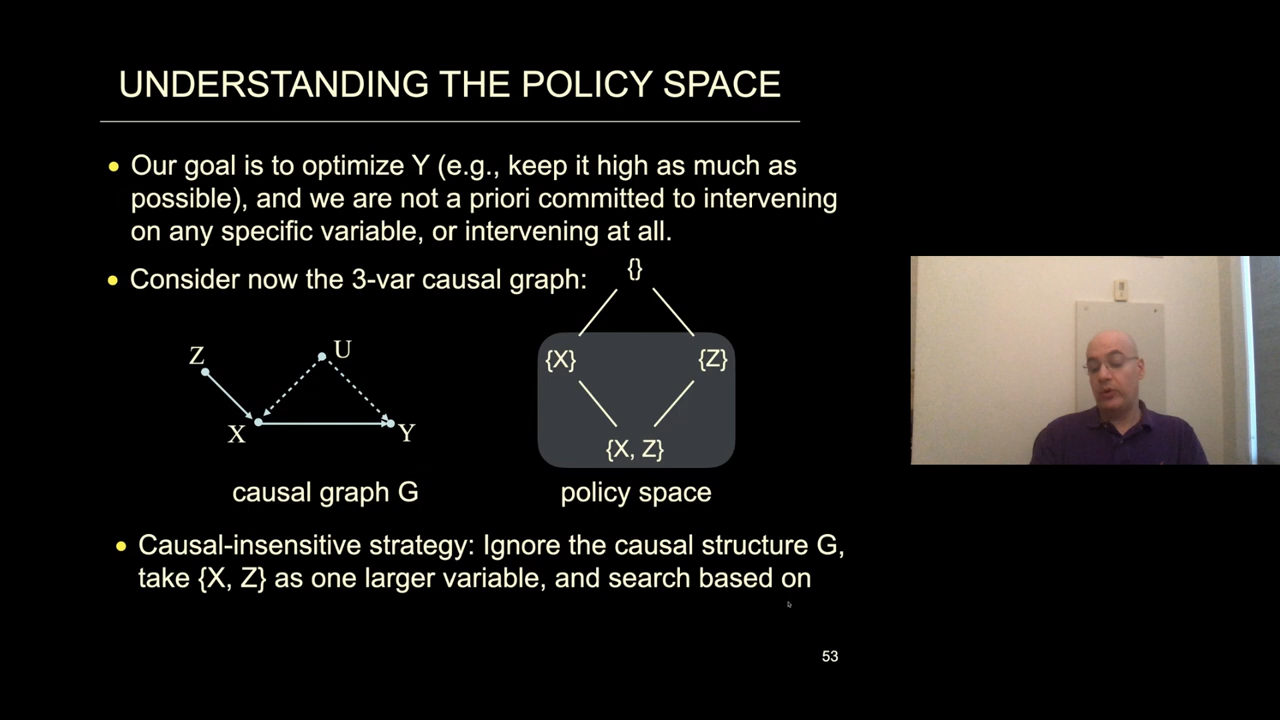 UNDERSTANDING THE POLICY SPACE
• Our goal is to optimize Y (e.g., keep it high as much as
possible), and we are not a priori committed to intervening
on any specific variable, or intervening at all.
• Consider now the 3-var causal graph:
{}
Z
U
{X}
{Z}
X
Y
{X, Z}
causal graph G
policy space
• Causal-insensitive strategy: Ignore the causal structure G,
take {X, Z} as one larger variable, and search based on
53